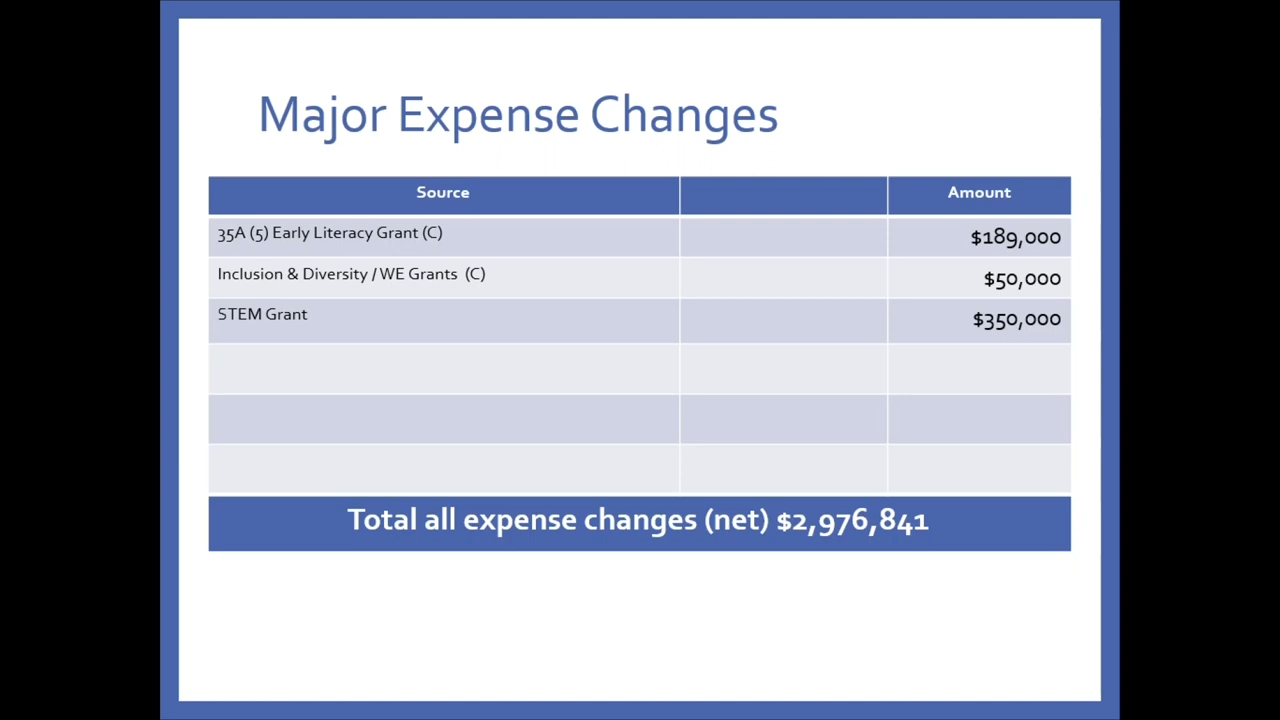 Major Expense Changes
Source Amount
35A (5) Early Literacy Grant (C) $189,000
Inclusion & Diversity / WE Grants (C) $50,000
STEM Grant $350,000
Total all expense changes (net) $2,976,841